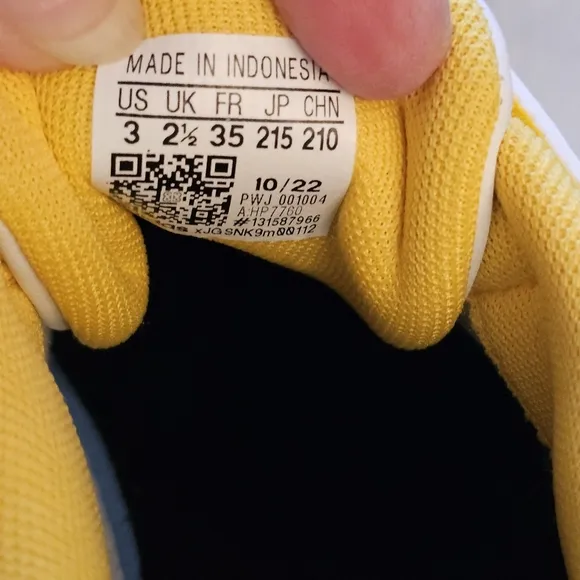 MADE IN INDONESIA
US UK FR JP CHN
3 2½ 35 215 210
10/22
PWJ 001004
A:HP7760
#131587966
xJGSNK9m00112